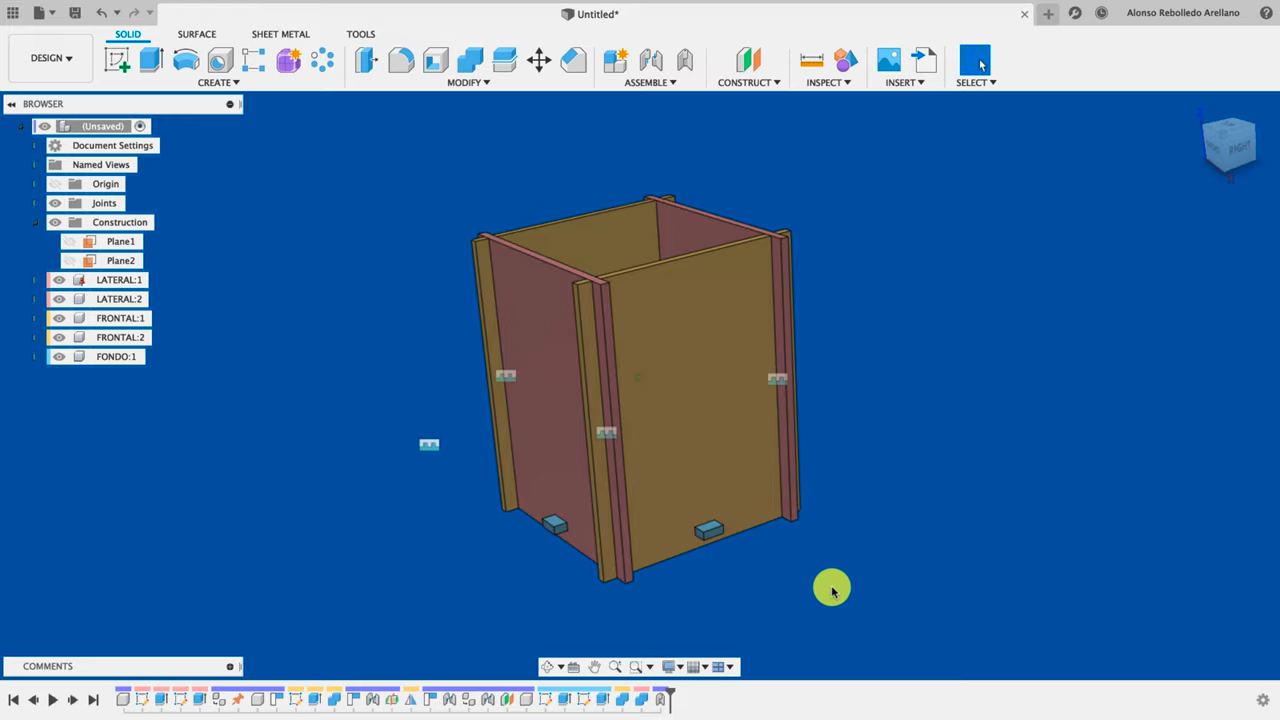 Untitled*
Alonso Rebolledo Arellano
DESIGN
SOLID
SURFACE
SHEET METAL
TOOLS
CREATE
MODIFY
ASSEMBLE
CONSTRUCT
INSPECT
INSERT
SELECT
BROWSER
(Unsaved)
Document Settings
Named Views
Origin
Joints
Construction
Plane1
Plane2
LATERAL:1
LATERAL:2
FRONTAL:1
FRONTAL:2
FONDO:1
RIGHT
COMMENTS